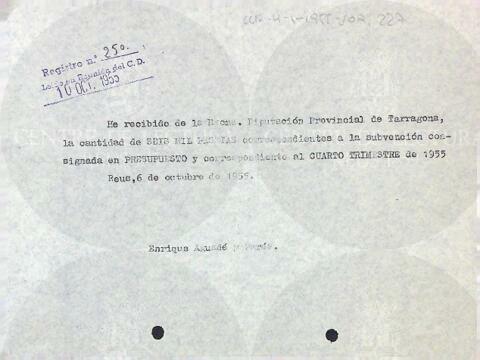 Registro n.° 250.
10 OCT. 1955
He recibido de la Excma. Diputación Provincial de Tarragona,
la cantidad de SEIS MIL PESETAS correspondientes a la subvención con-
signada en PRESUPUESTO y correspondiente al CUARTO TRIMESTRE de 1955
Reus, 6 de octubre de 1955.
Enrique Aguadé